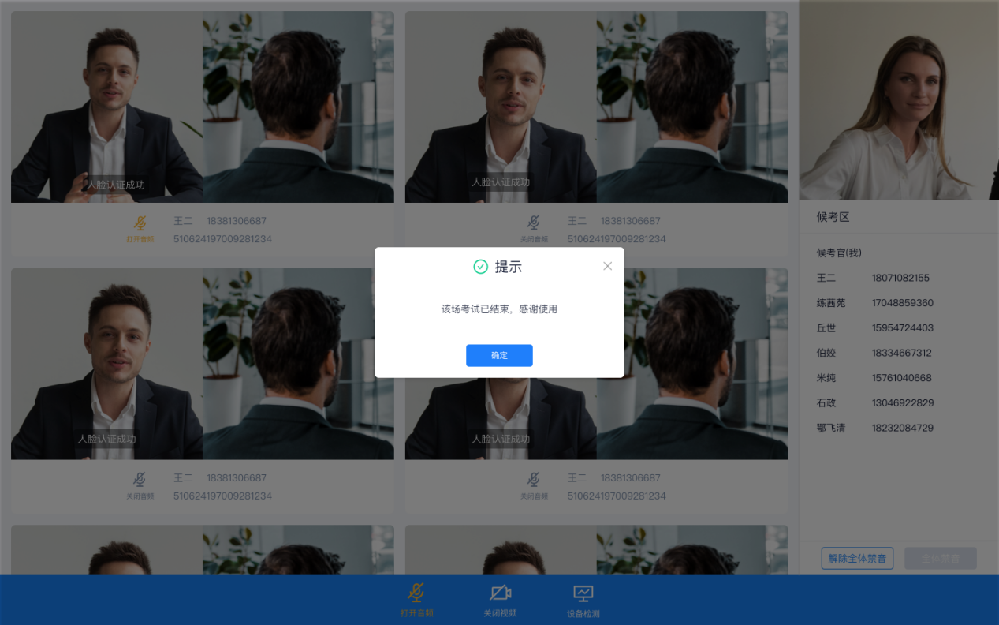 人脸认证成功
打开音频
王二 18381306687
510624197009281234
人脸认证成功
关闭音频
王二 18381306687
510624197009281234
人脸认证成功
关闭音频
王二 18381306687
510624197009281234
人脸认证成功
关闭音频
王二 18381306687
510624197009281234
提示
该场考试已结束，感谢使用
确定
候考区
候考官(我)
王二 18071082155
练茜苑 17048859360
丘世 15954724403
伯姣 18334667312
米纯 15761040668
石政 13046922829
鄂飞清 18232084729
解除全体禁音 全体禁音
打开音频 关闭视频 设备检测